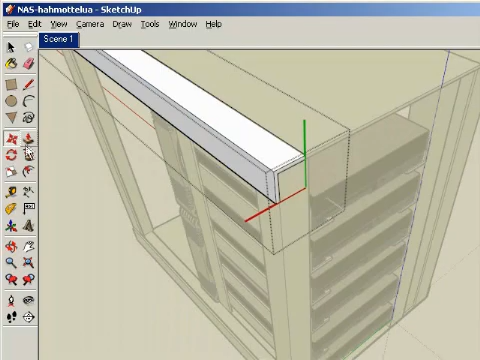 NAS-hahmottelua - SketchUp
File Edit View Camera Draw Tools Window Help
Scene 1